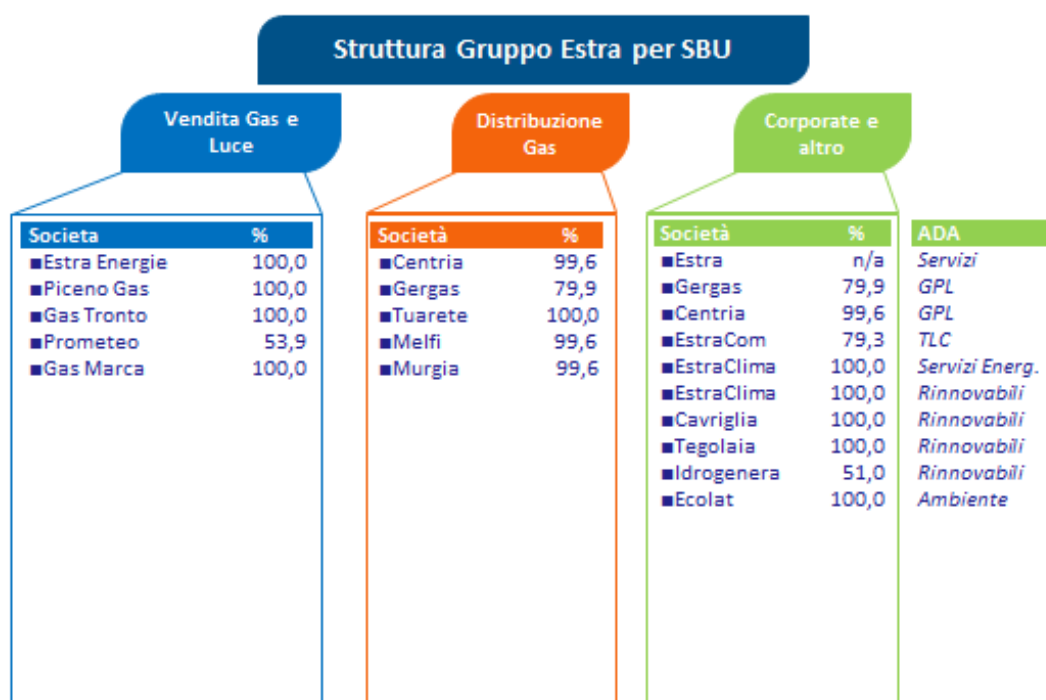 Struttura Gruppo Estra per SBU
Vendita Gas e
Luce
Societa %
■Estra Energie 100,0
■Piceno Gas 100,0
■Gas Tronto 100,0
■Prometeo 53,9
■Gas Marca 100,0
Distribuzione
Gas
Società %
■Centria 99,6
■Gergas 79,9
■Tuarete 100,0
■Melfi 99,6
■Murgia 99,6
Corporate e
altro
Società % ADA
■Estra n/a Servizi
■Gergas 79,9 GPL
■Centria 99,6 GPL
■EstraCom 79,3 TLC
■EstraClima 100,0 Servizi Energ.
■EstraClima 100,0 Rinnovabili
■Cavriglia 100,0 Rinnovabili
■Tegolaia 100,0 Rinnovabili
■Idrogenera 51,0 Rinnovabili
■Ecolat 100,0 Ambiente